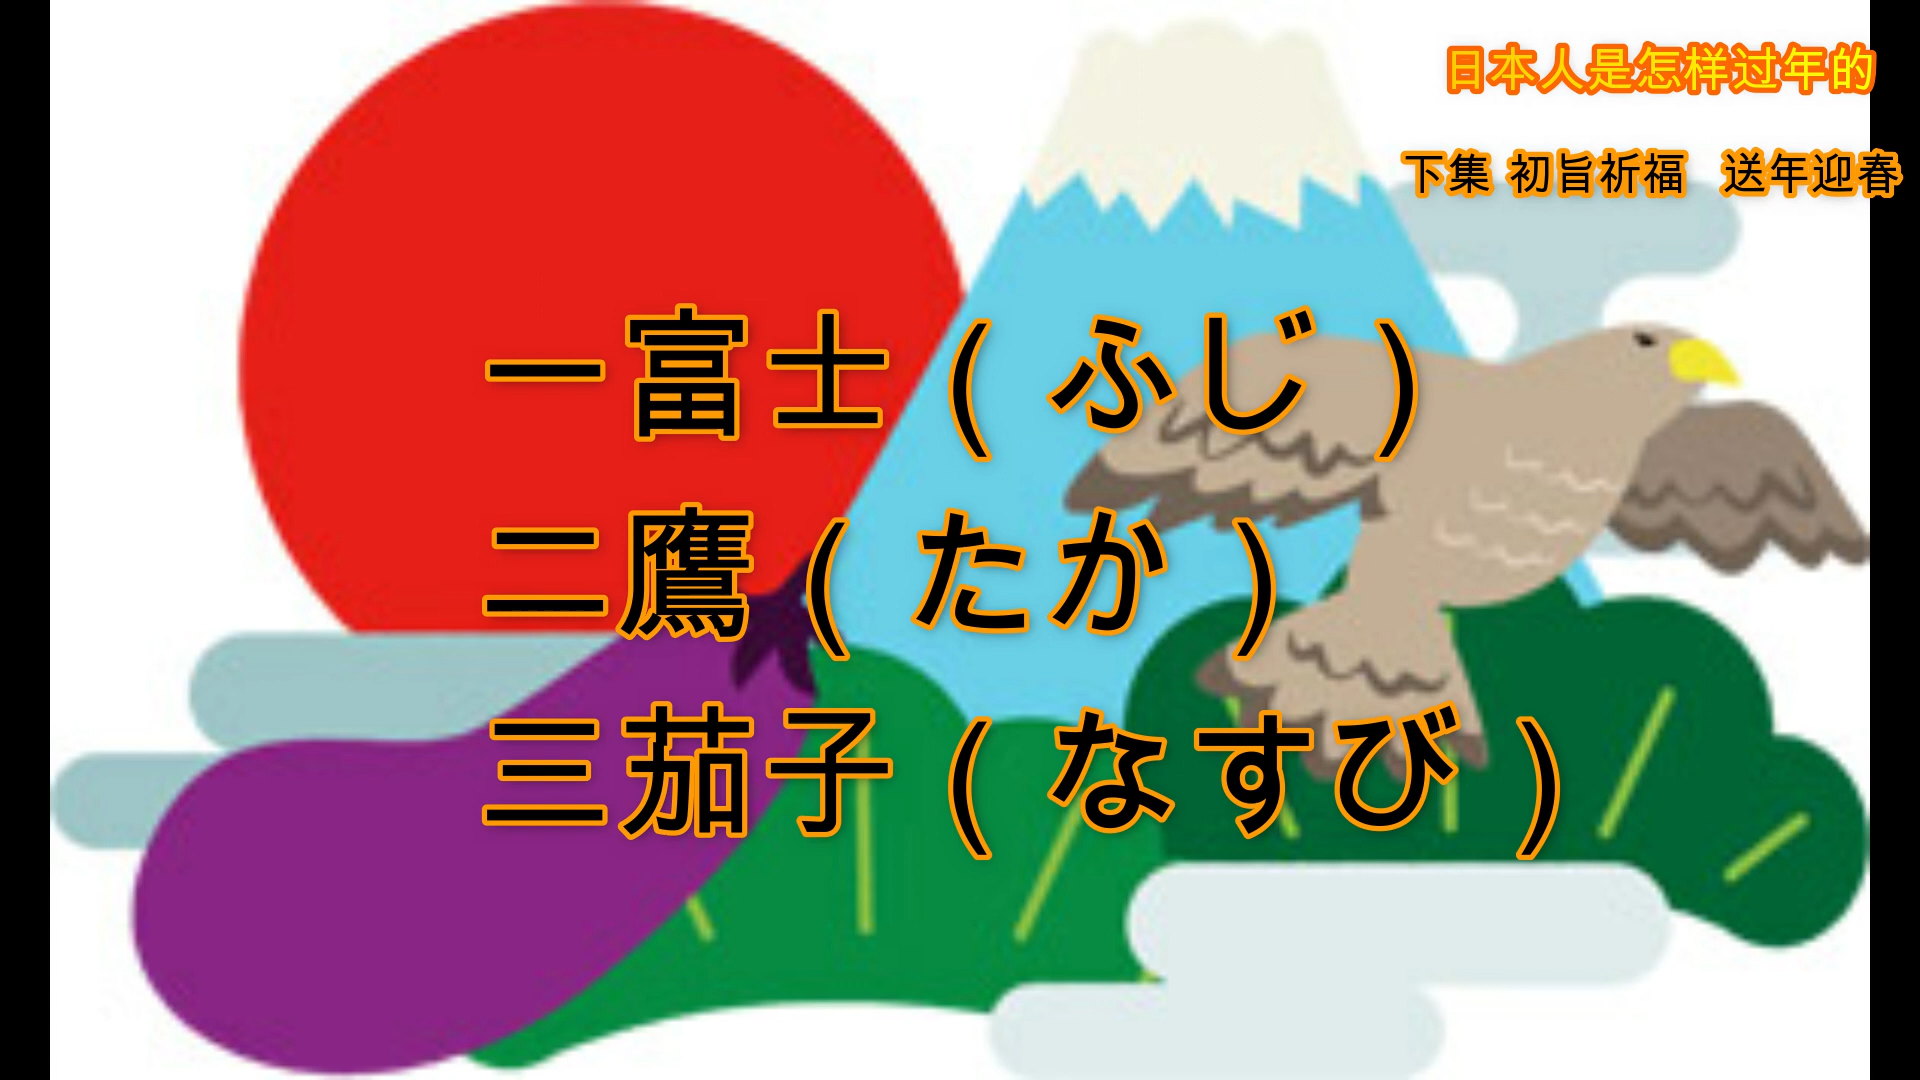 日本人是怎样过年的
下集 初旨祈福 送年迎春
一富士(ふじ)
二鷹(たか)
三茄子(なすび)